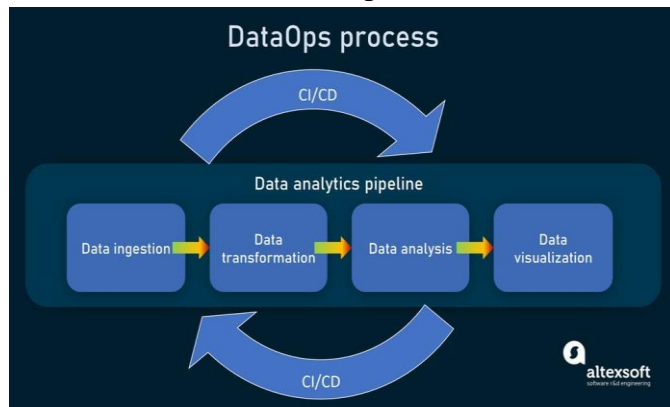 DataOps process
CI/CD
Data analytics pipeline
Data ingestion
Data
transformation
Data analysis
Data
visualization
CI/CD
altexsoft
software r&d engineering